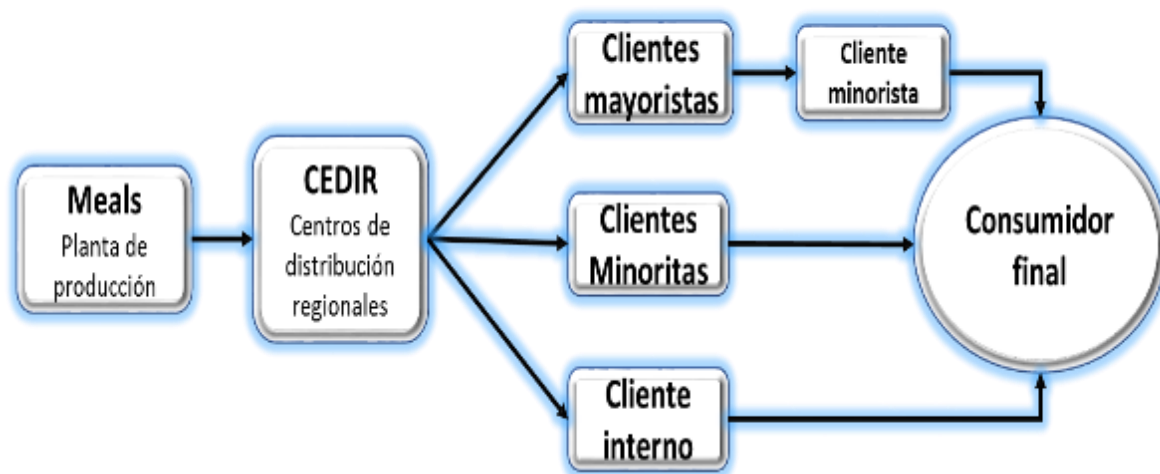 Meals
Planta de
producción
CEDIR
Centros de
distribución
regionales
Clientes
mayoristas
Cliente
minorista
Clientes
Minoritas
Cliente
interno
Consumidor
final